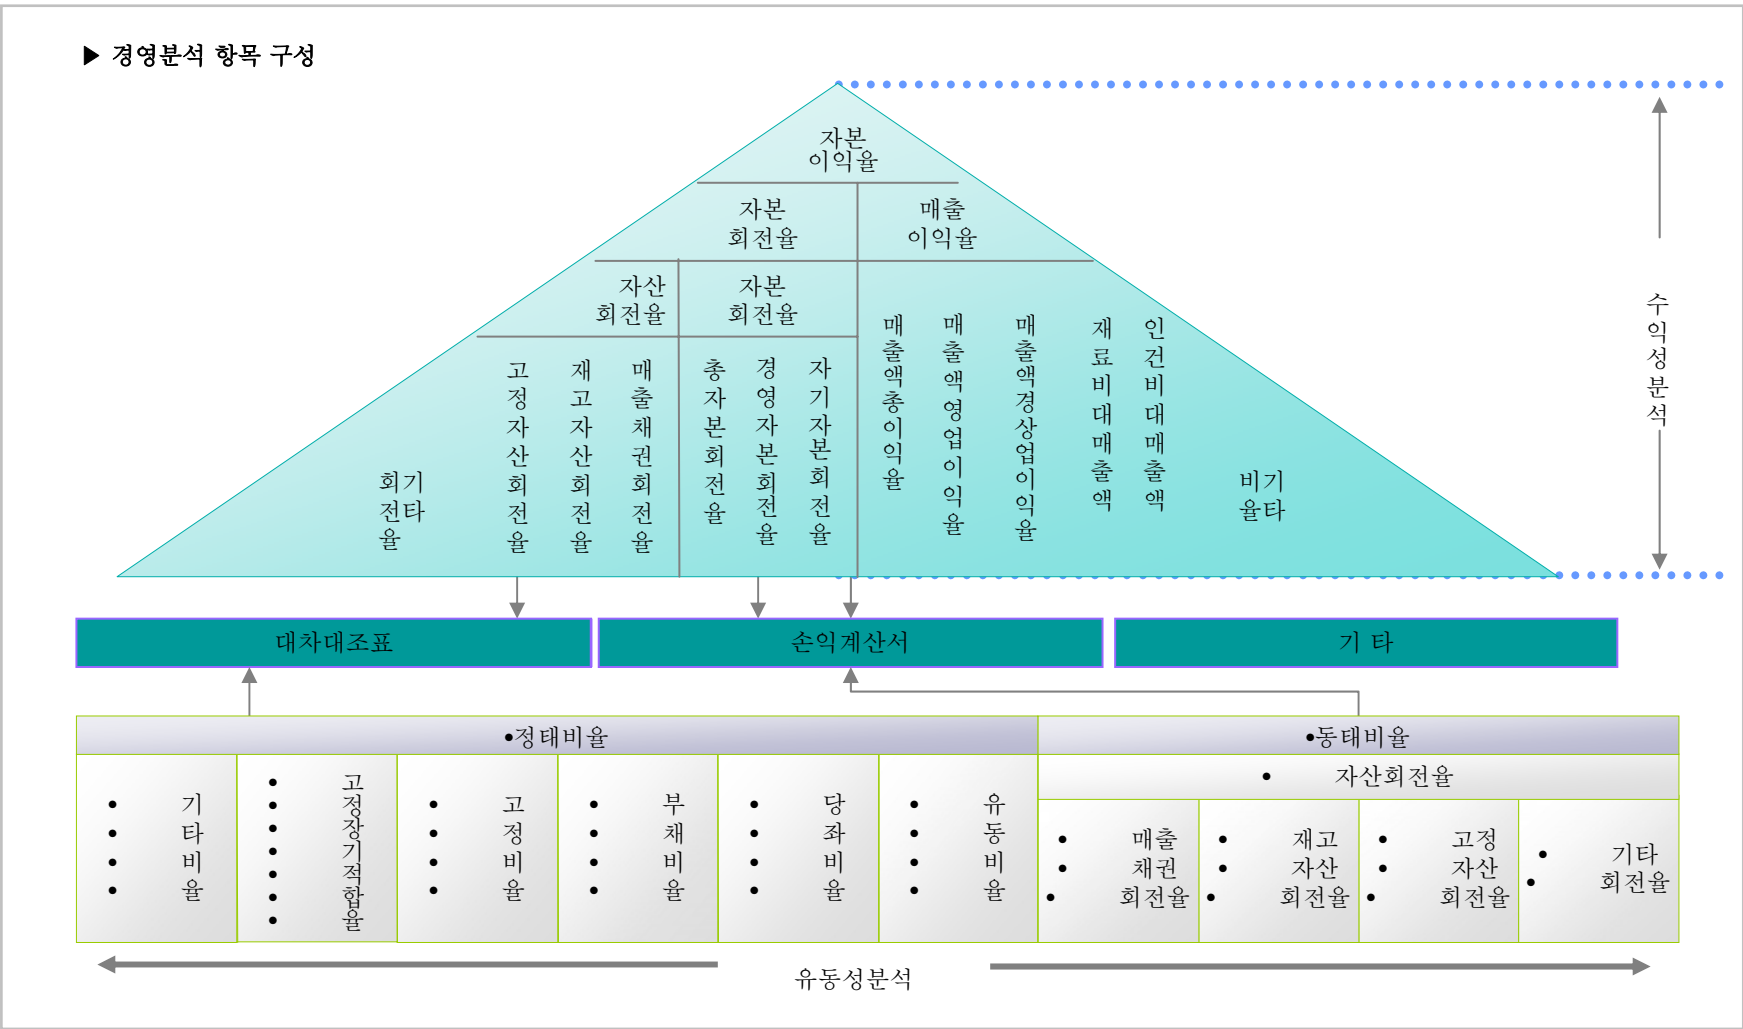 ▶ 경영분석 항목 구성
자본
이익율
자본
회전율
매출
이익율
자산
회전율
자본
회전율
기타
회전율
고정자산회전율
재고자산회전율
매출채권회전율
총자본회전율
경영자본회전율
자기자본회전율
매출액총이익율
매출액영업이익율
매출액경상업이익율
재료비대매출액
인건비대매출액
기타
비율
수익성분석
대차대조표
손익계산서
기 타
•정태비율
•동태비율
• 자산회전율
• 기
• 타
• 비
• 율
• 고
• 정
• 장
• 기
• 적
• 합
• 율
• 고
• 정
• 비
• 율
• 부
• 채
• 비
• 율
• 당
• 좌
• 비
• 율
• 유
• 동
• 비
• 율
• 매출
• 채권
• 회전율
• 재고
• 자산
• 회전율
• 고정
• 자산
• 회전율
• 기타
• 회전율
유동성분석